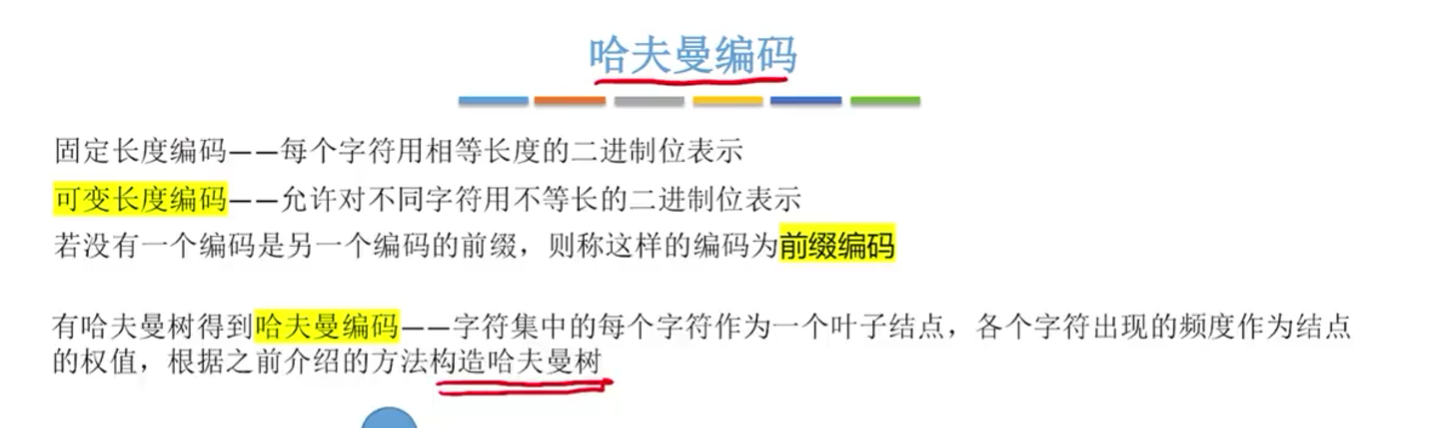 哈夫曼编码
固定长度编码——每个字符用相等长度的二进制位表示
可变长度编码——允许对不同字符用不等长的二进制位表示
若没有一个编码是另一个编码的前缀，则称这样的编码为前缀编码
有哈夫曼树得到哈夫曼编码——字符集中的每个字符作为一个叶子结点，各个字符出现的频度作为结点
的权值，根据之前介绍的方法构造哈夫曼树